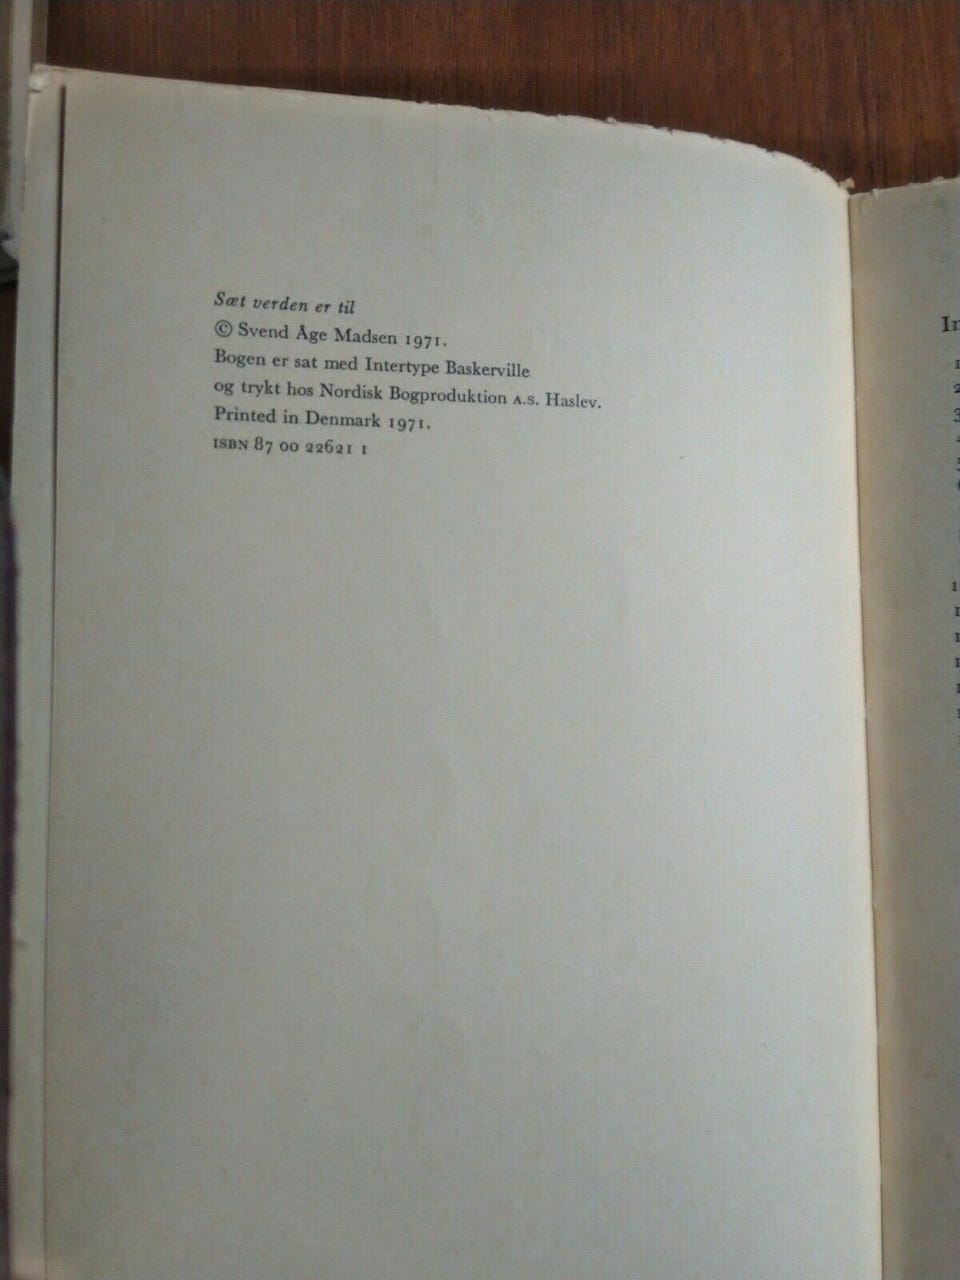 Sæt verden er til
© Svend Åge Madsen 1971.
Bogen er sat med Intertype Baskerville
og trykt hos Nordisk Bogproduktion A.S. Haslev.
Printed in Denmark 1971.
ISBN 87 00 22621 1